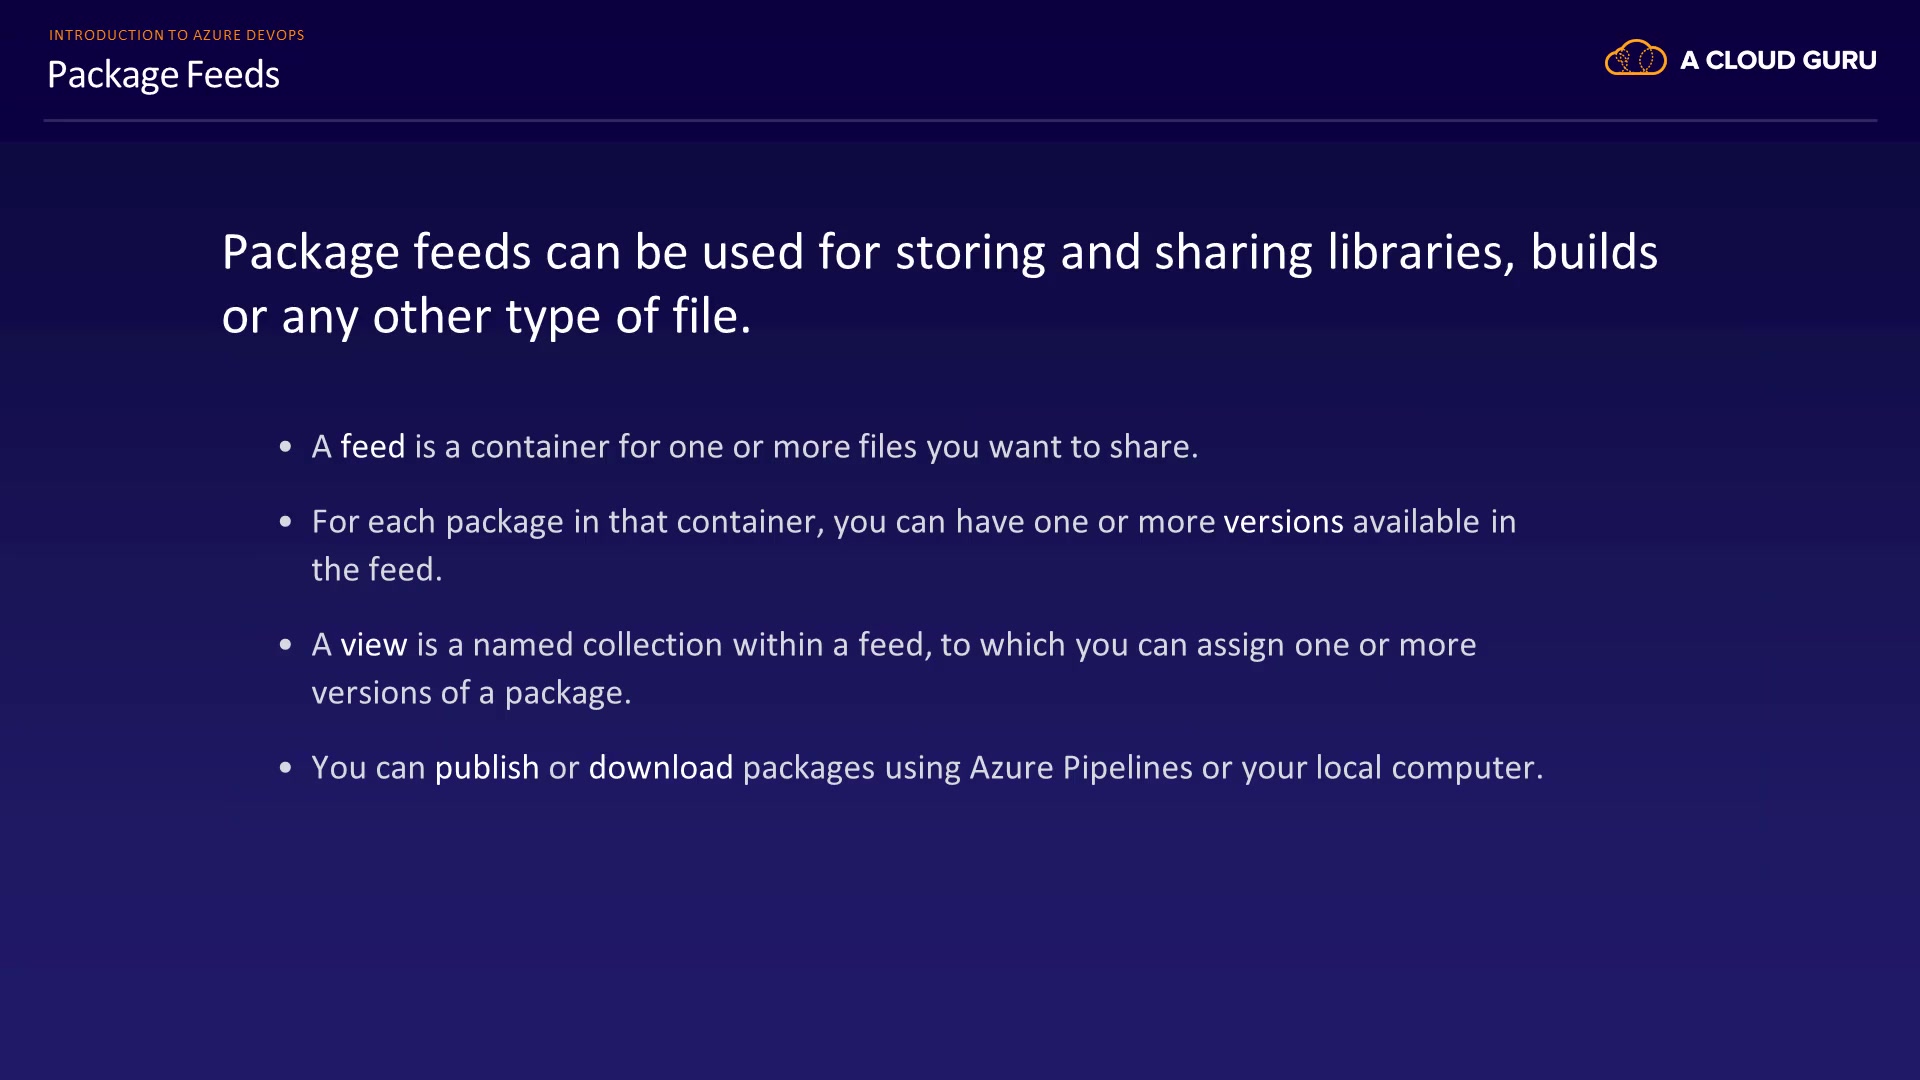 INTRODUCTION TO AZURE DEVOPS
Package Feeds
A CLOUD GURU
Package feeds can be used for storing and sharing libraries, builds
or any other type of file.
• A feed is a container for one or more files you want to share.
• For each package in that container, you can have one or more versions available in
the feed.
• A view is a named collection within a feed, to which you can assign one or more
versions of a package.
• You can publish or download packages using Azure Pipelines or your local computer.